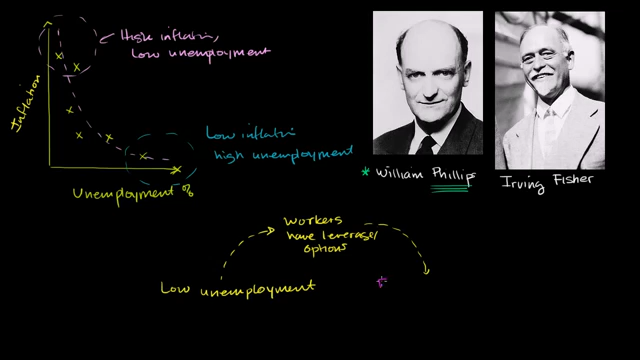 High inflation,
low unemployment
Inflation
Low inflation
high unemployment
Unemployment %
* William Phillips
Irving Fisher
Workers
have leverage/
options
Low unemployment